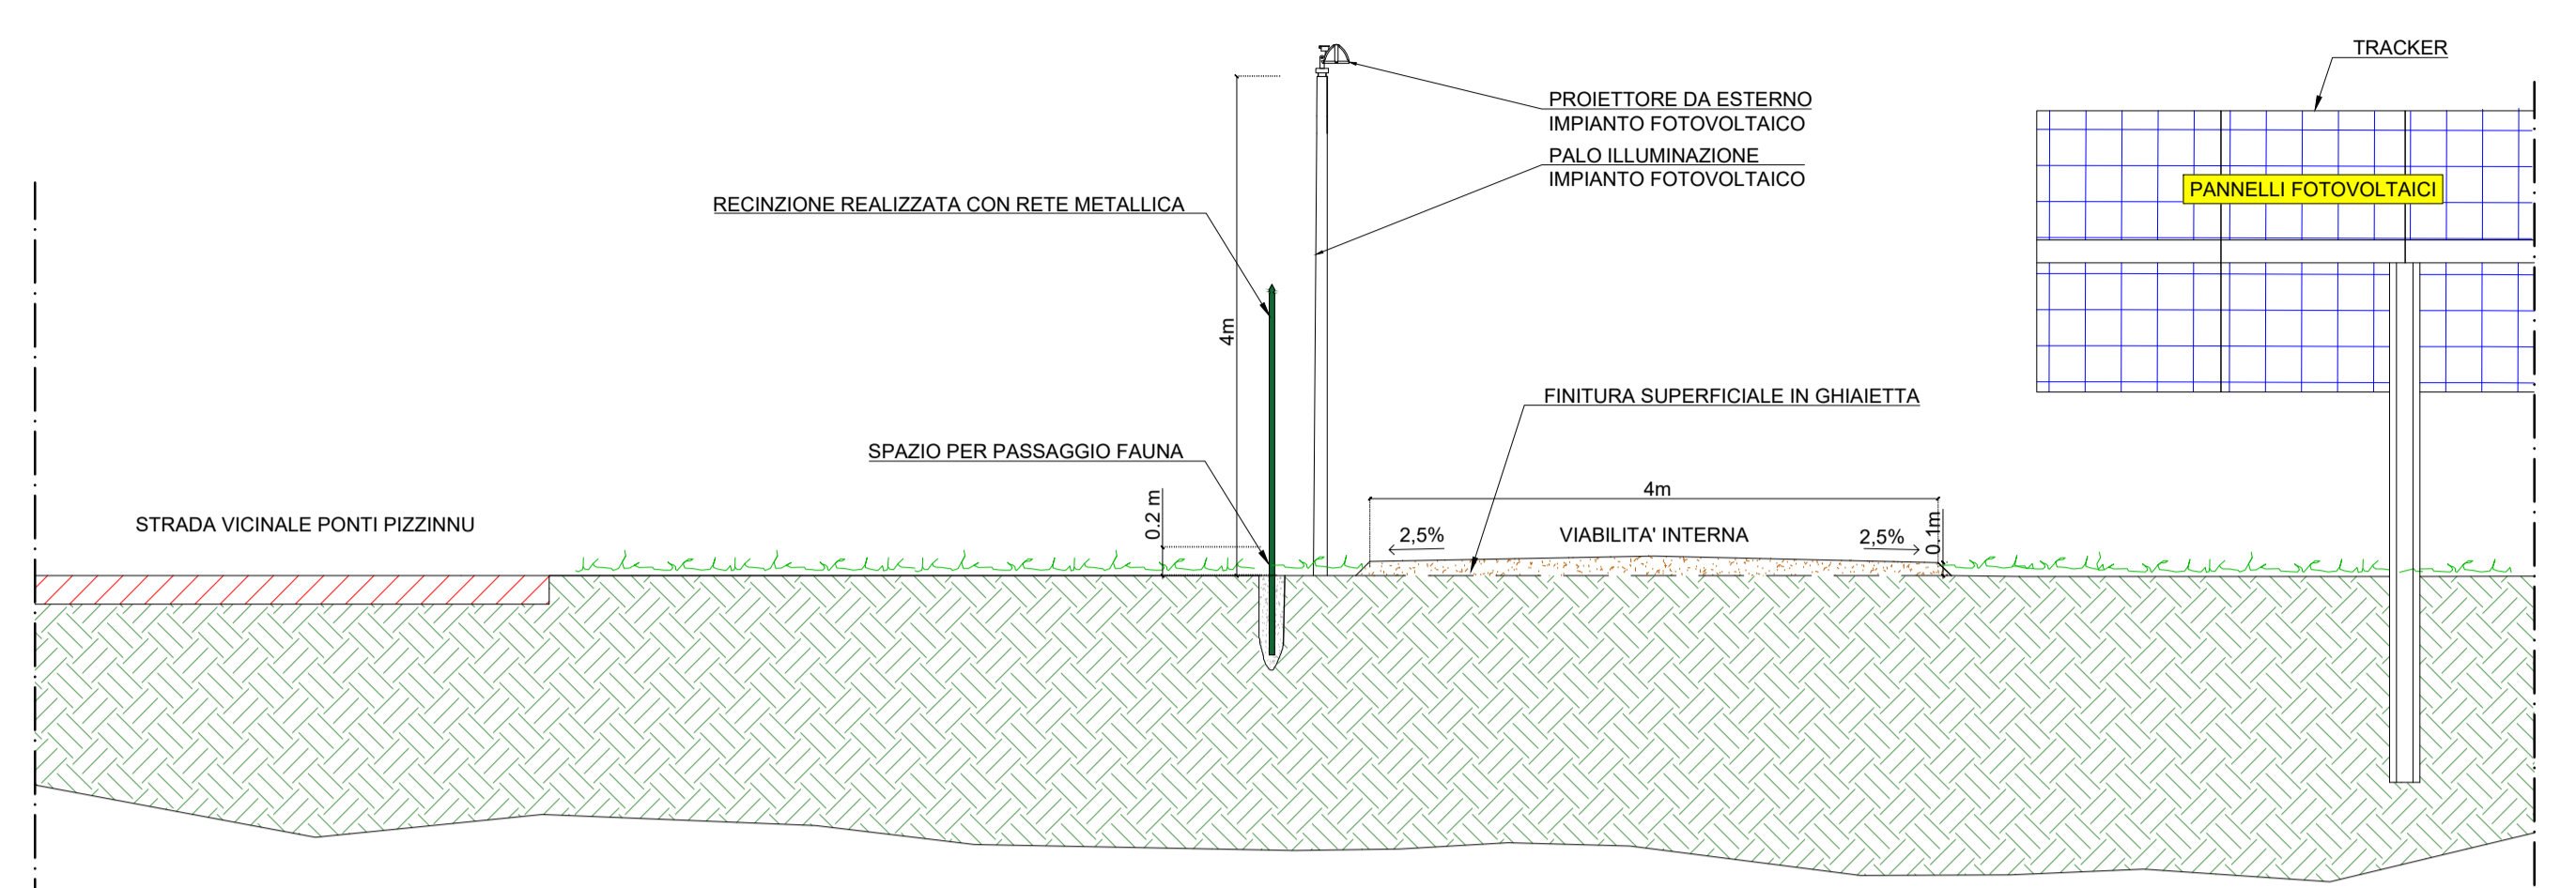 TRACKER
PROIETTORE DA ESTERNO
IMPIANTO FOTOVOLTAICO
PALO ILLUMINAZIONE
IMPIANTO FOTOVOLTAICO
PANNELLI FOTOVOLTAICI
RECINZIONE REALIZZATA CON RETE METALLICA
4m
FINITURA SUPERFICIALE IN GHIAIETTA
SPAZIO PER PASSAGGIO FAUNA
4m
0.2 m
STRADA VICINALE PONTI PIZZINNU
2,5%
VIABILITA' INTERNA
2,5%
0.1m